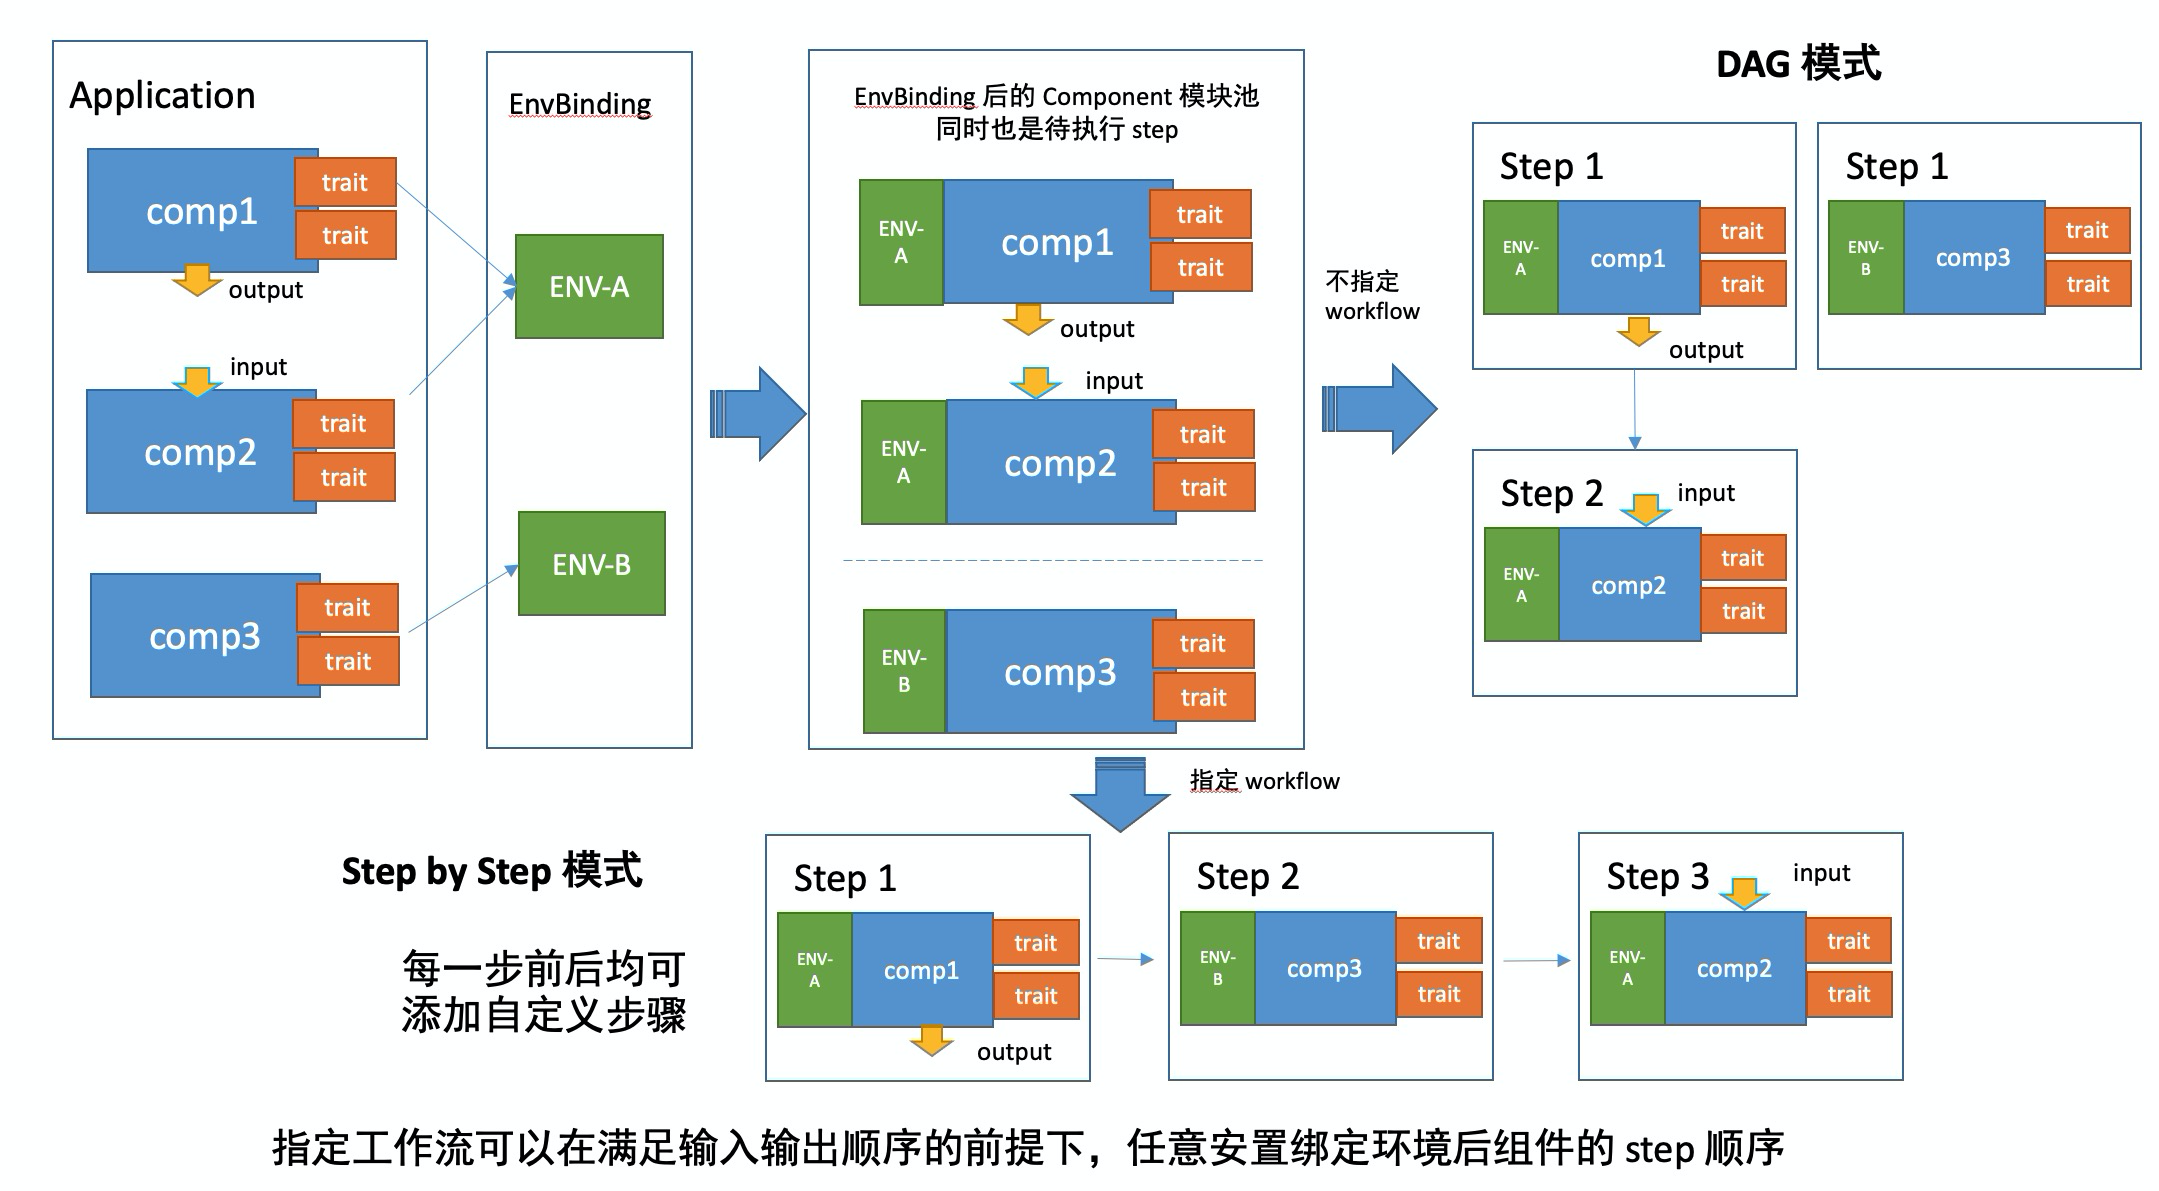 Application
comp1
trait
trait
output
input
comp2
trait
trait
comp3
trait
trait
EnvBinding
ENV-A
ENV-B
EnvBinding 后的 Component 模块池
同时也是待执行 step
ENV-
A
comp1
trait
trait
output
input
ENV-
A
comp2
trait
trait
ENV-
B
comp3
trait
trait
不指定
workflow
DAG 模式
Step 1
ENV-
A
comp1
trait
trait
output
Step 1
ENV-
B
comp3
trait
trait
Step 2
input
ENV-
A
comp2
trait
trait
指定 workflow
Step by Step 模式
每一步前后均可
添加自定义步骤
Step 1
ENV-
A
comp1
trait
trait
output
Step 2
ENV-
B
comp3
trait
trait
Step 3
input
ENV-
A
comp2
trait
trait
指定工作流可以在满足输入输出顺序的前提下，任意安置绑定环境后组件的 step 顺序